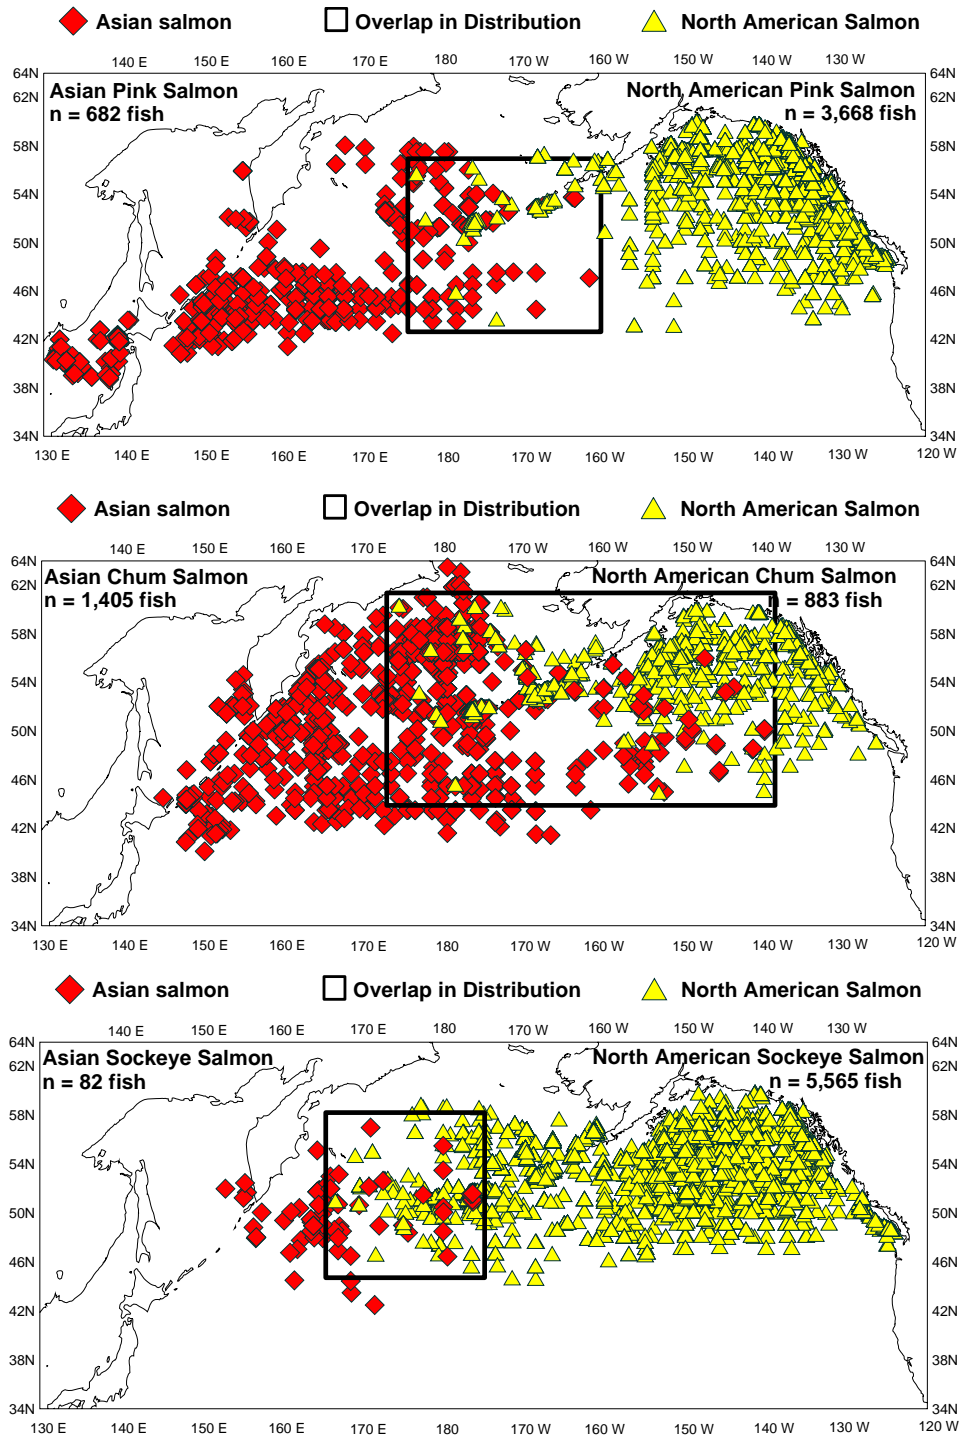 Asian salmon Overlap in Distribution North American Salmon
140 E 150 E 160 E 170 E 180 170 W 160 W 150 W 140 W 130 W
64N Asian Pink Salmon North American Pink Salmon 64N
62N n = 682 fish n = 3,668 fish 62N
58N 58N
54N 54N
50N 50N
46N 46N
42N 42N
38N 38N
34N 34N
130 E 140 E 150 E 160 E 170 E 180 170 W 160 W 150 W 140 W 130 W 120 W
Asian salmon Overlap in Distribution North American Salmon
140 E 150 E 160 E 170 E 180 170 W 160 W 150 W 140 W 130 W
64N Asian Chum Salmon North American Chum Salmon 64N
62N n = 1,405 fish = 883 fish 62N
58N 58N
54N 54N
50N 50N
46N 46N
42N 42N
38N 38N
34N 34N
130 E 140 E 150 E 160 E 170 E 180 170 W 160 W 150 W 140 W 130 W 120 W
Asian salmon Overlap in Distribution North American Salmon
140 E 150 E 160 E 170 E 180 170 W 160 W 150 W 140 W 130 W
64N Asian Sockeye Salmon North American Sockeye Salmon 64N
62N n = 82 fish n = 5,565 fish 62N
58N 58N
54N 54N
50N 50N
46N 46N
42N 42N
38N 38N
34N 34N
130 E 140 E 150 E 160 E 170 E 180 170 W 160 W 150 W 140 W 130 W 120 W